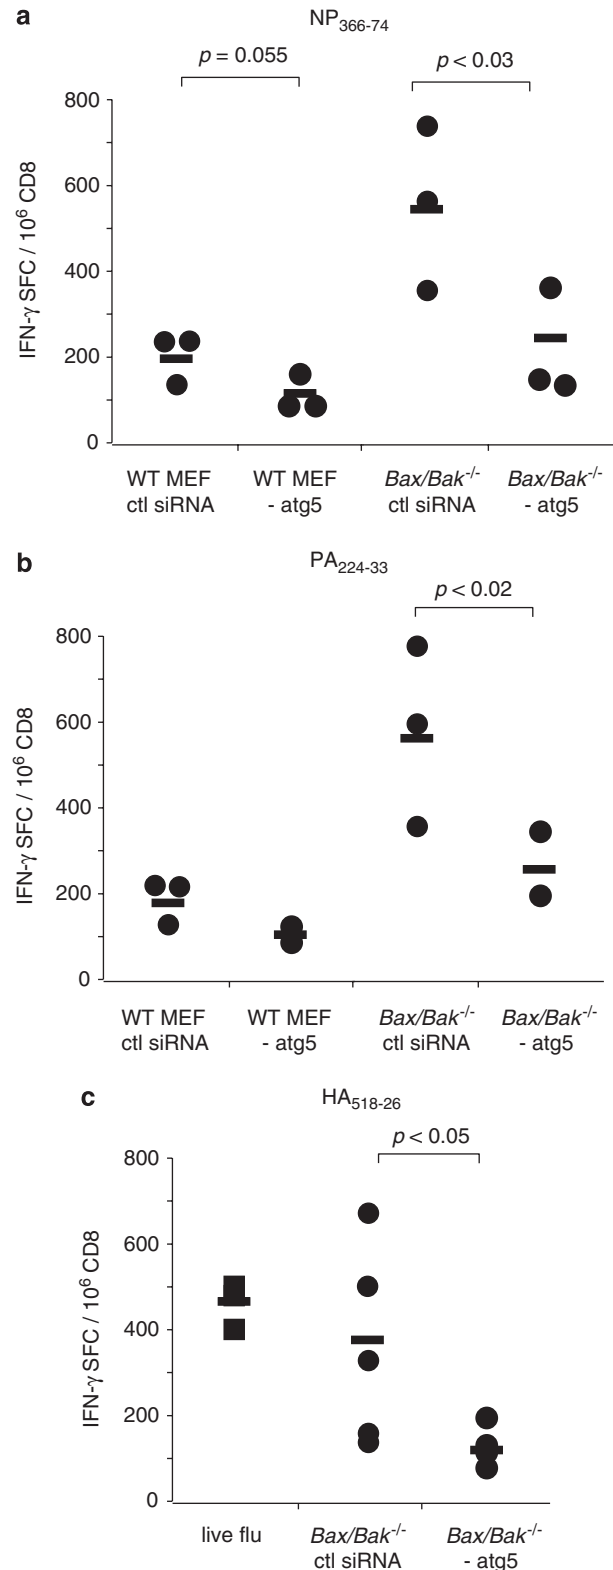 a
NP366-74
p = 0.055
p < 0.03
800
600
400
200
0
IFN-γ SFC / 10^6 CD8
WT MEF
ctl siRNA
WT MEF
- atg5
Bax/Bak-/-
ctl siRNA
Bax/Bak-/-
- atg5
b
PA224-33
p < 0.02
800
600
400
200
0
IFN-γ SFC / 10^6 CD8
WT MEF
ctl siRNA
WT MEF
- atg5
Bax/Bak-/-
ctl siRNA
Bax/Bak-/-
- atg5
c
HA518-26
p < 0.05
800
600
400
200
0
IFN-γ SFC / 10^6 CD8
live flu
Bax/Bak-/-
ctl siRNA
Bax/Bak-/-
- atg5